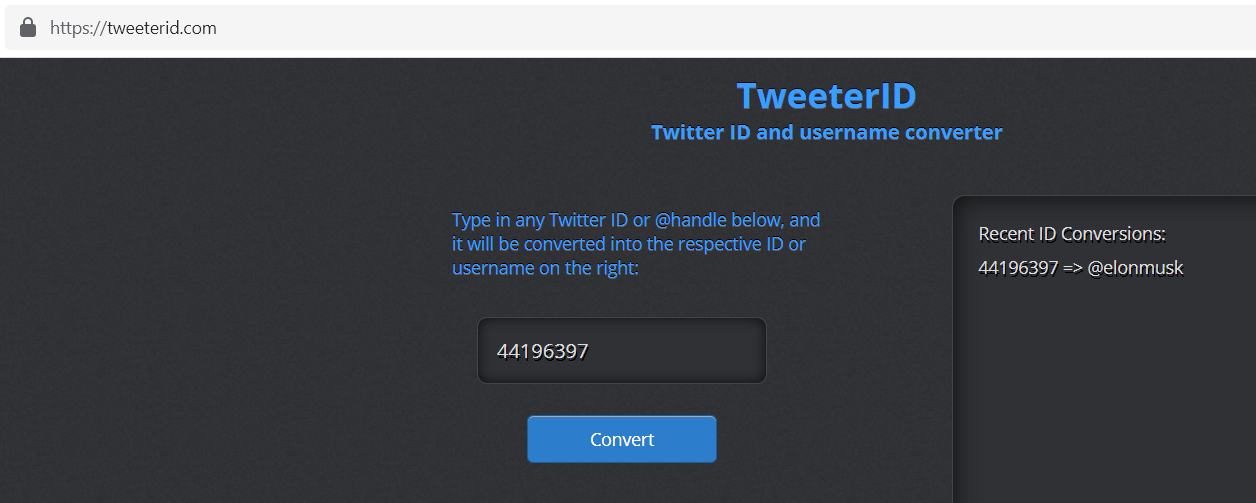 https://tweeterid.com
TweeterID
Twitter ID and username converter
Type in any Twitter ID or @handle below, and
it will be converted into the respective ID or
username on the right:
44196397
Convert
Recent ID Conversions:
44196397 => @elonmusk